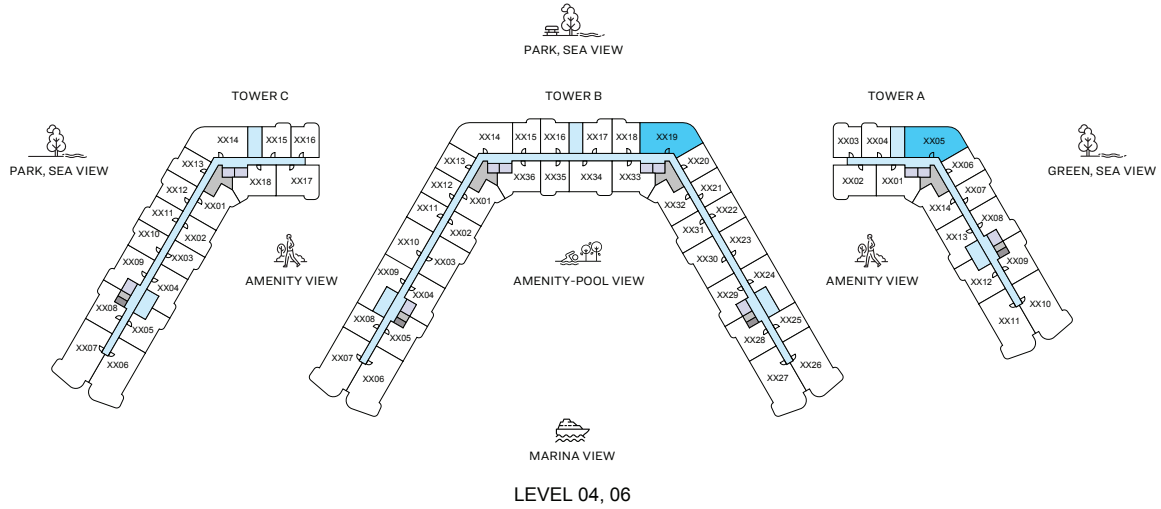 PARK, SEA VIEW
TOWER C
TOWER B
TOWER A
PARK, SEA VIEW
GREEN, SEA VIEW
XX14
XX15
XX16
XX13
XX12
XX11
XX10
XX09
XX08
XX07
XX06
XX05
XX04
XX03
XX02
XX01
XX18
XX17
XX14
XX15
XX16
XX17
XX18
XX19
XX13
XX12
XX11
XX10
XX09
XX08
XX07
XX06
XX05
XX04
XX03
XX02
XX01
XX36
XX35
XX34
XX33
XX32
XX31
XX30
XX29
XX28
XX27
XX26
XX25
XX24
XX23
XX22
XX21
XX20
XX03
XX04
XX05
XX06
XX02
XX01
XX07
XX14
XX08
XX13
XX09
XX12
XX10
XX11
AMENITY VIEW
AMENITY-POOL VIEW
AMENITY VIEW
MARINA VIEW
LEVEL 04, 06